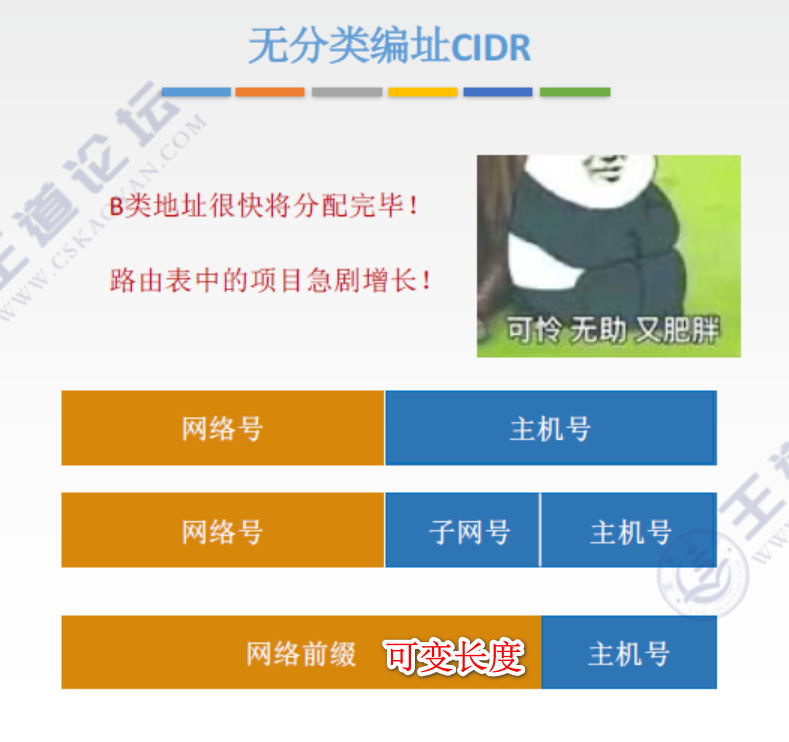 无分类编址CIDR
B类地址很快将分配完毕！
路由表中的项目急剧增长！
可怜 无助 又肥胖
网络号 主机号
网络号 子网号 主机号
网络前缀 可变长度 主机号
王道论坛
WWW.CSKAOYAN.COM